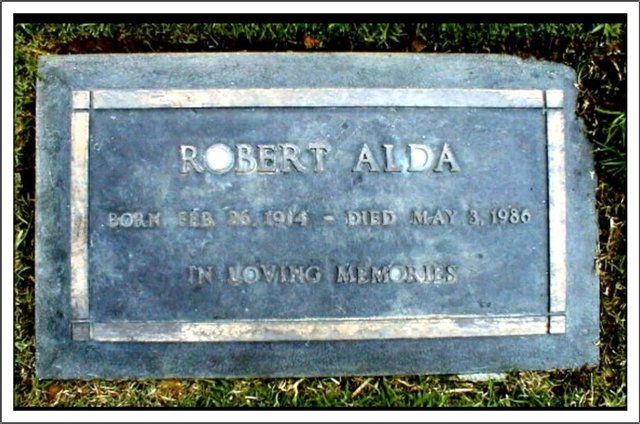 ROBERT ALDA
BORN FEB. 26, 1914 - DIED MAY 3, 1986
IN LOVING MEMORIES